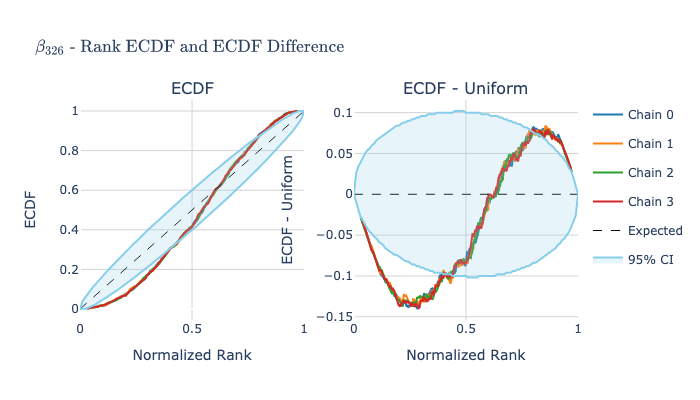 β₃₂₆ - Rank ECDF and ECDF Difference
ECDF
ECDF - Uniform
ECDF
1
0.8
0.6
0.4
0.2
0
0
0.5
1
Normalized Rank
ECDF - Uniform
0.1
0.05
0
−0.05
−0.1
−0.15
0
0.5
1
Normalized Rank
Chain 0
Chain 1
Chain 2
Chain 3
Expected
95% CI